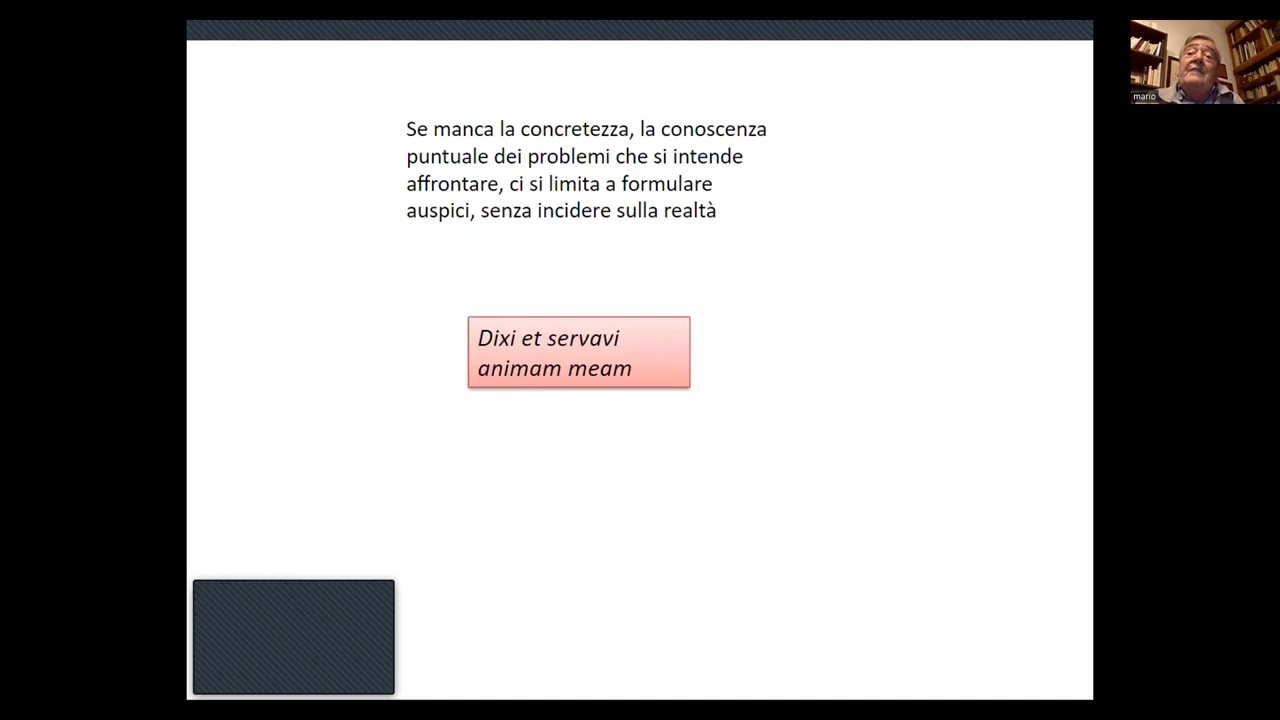 Se manca la concretezza, la conoscenza
puntuale dei problemi che si intende
affrontare, ci si limita a formulare
auspici, senza incidere sulla realtà
Dixi et servavi
animam meam
mario